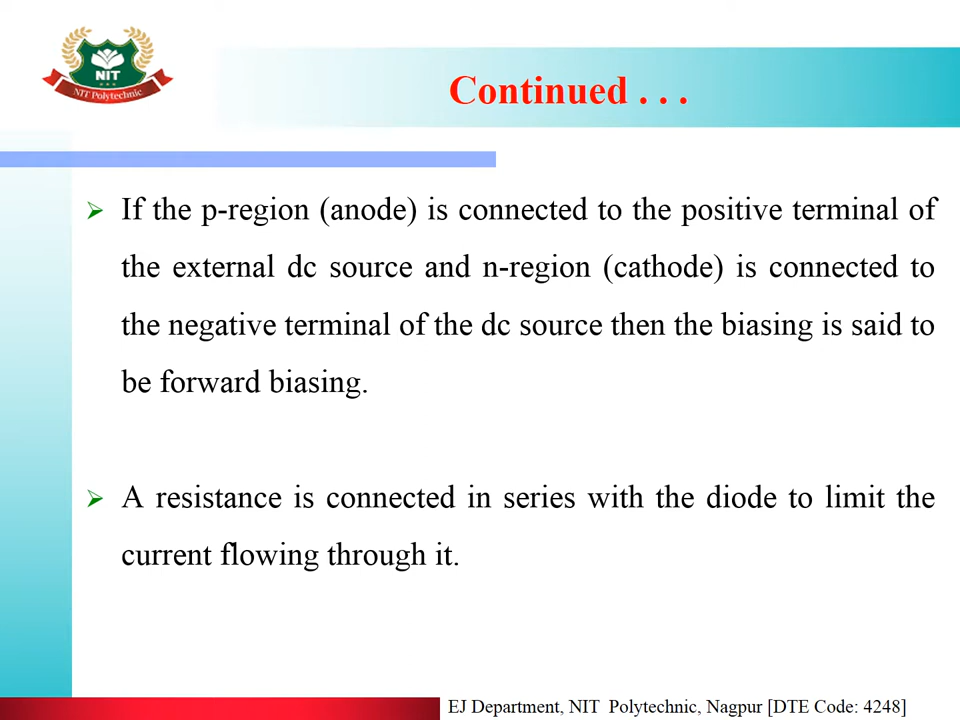 NIT
NIT Polytechnic
Continued . . .
If the p-region (anode) is connected to the positive terminal of
the external dc source and n-region (cathode) is connected to
the negative terminal of the dc source then the biasing is said to
be forward biasing.
A resistance is connected in series with the diode to limit the
current flowing through it.
EJ Department, NIT Polytechnic, Nagpur [DTE Code: 4248]